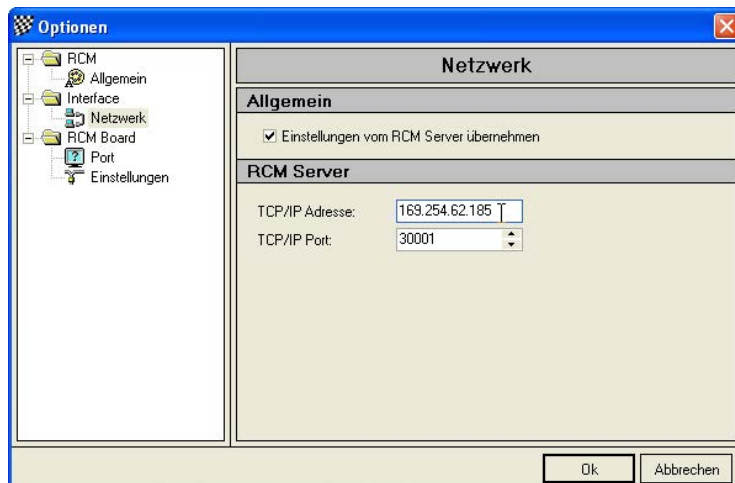 Optionen
RCM
Allgemein
Interface
Netzwerk
RCM Board
Port
Einstellungen
Netzwerk
Allgemein
Einstellungen vom RCM Server übernehmen
RCM Server
TCP/IP Adresse: 169.254.62.185
TCP/IP Port: 30001
Ok Abbrechen